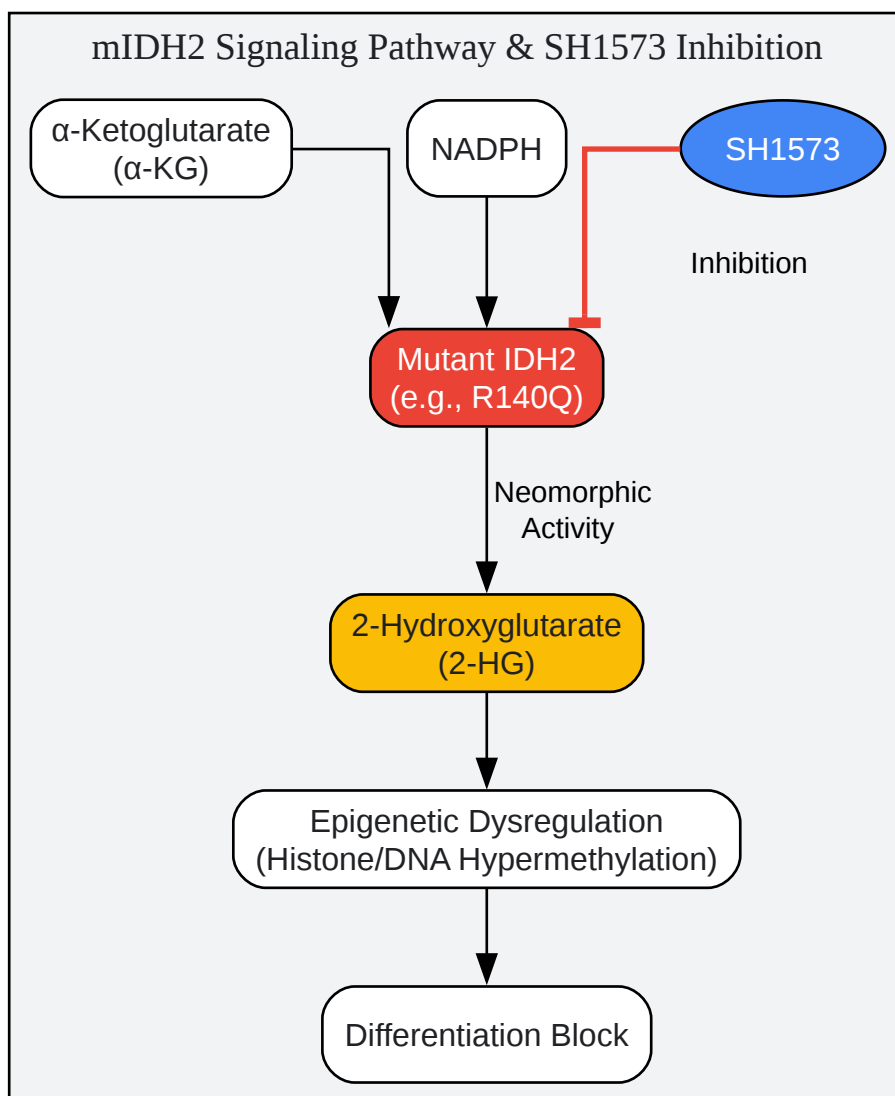 mIDH2 Signaling Pathway & SH1573 Inhibition
α-Ketoglutarate
(α-KG)
NADPH
SH1573
Inhibition
Mutant IDH2
(e.g., R140Q)
Neomorphic
Activity
2-Hydroxyglutarate
(2-HG)
Epigenetic Dysregulation
(Histone/DNA Hypermethylation)
Differentiation Block